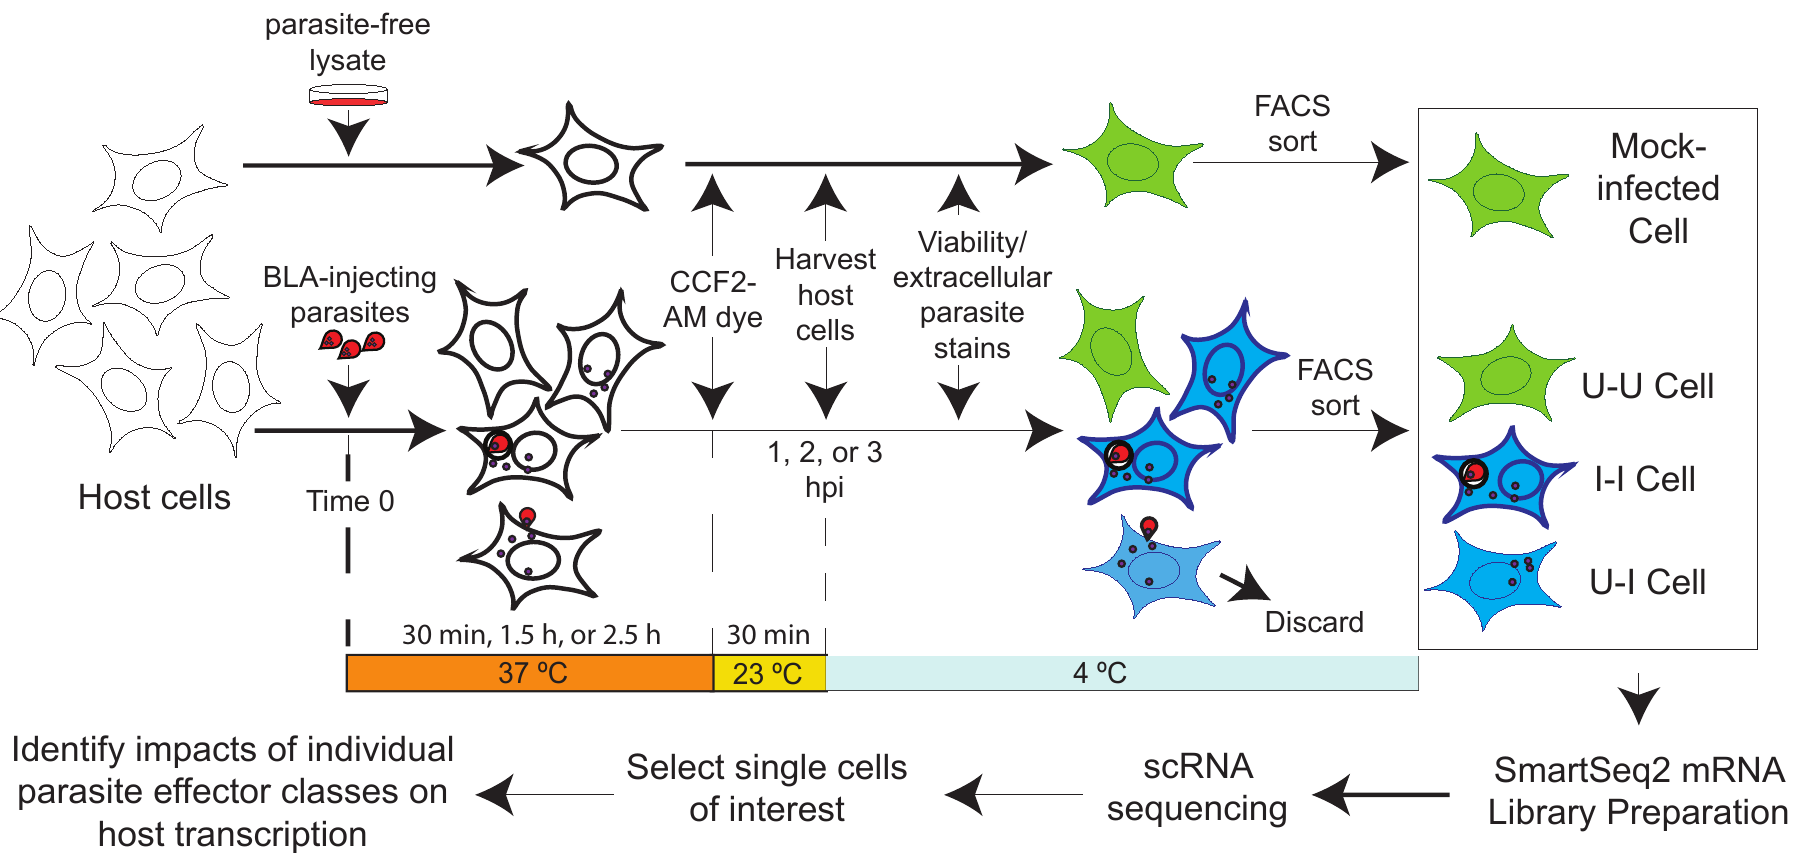 parasite-free
lysate
FACS
sort
Mock-
infected
Cell
BLA-injecting
parasites
CCF2-
AM dye
Harvest
host
cells
Viability/
extracellular
parasite
stains
FACS
sort
U-U Cell
I-I Cell
U-I Cell
Host cells
Time 0
1, 2, or 3
hpi
Discard
30 min, 1.5 h, or 2.5 h
30 min
37 ºC
23 ºC
4 ºC
SmartSeq2 mRNA
Library Preparation
scRNA
sequencing
Select single cells
of interest
Identify impacts of individual
parasite effector classes on
host transcription